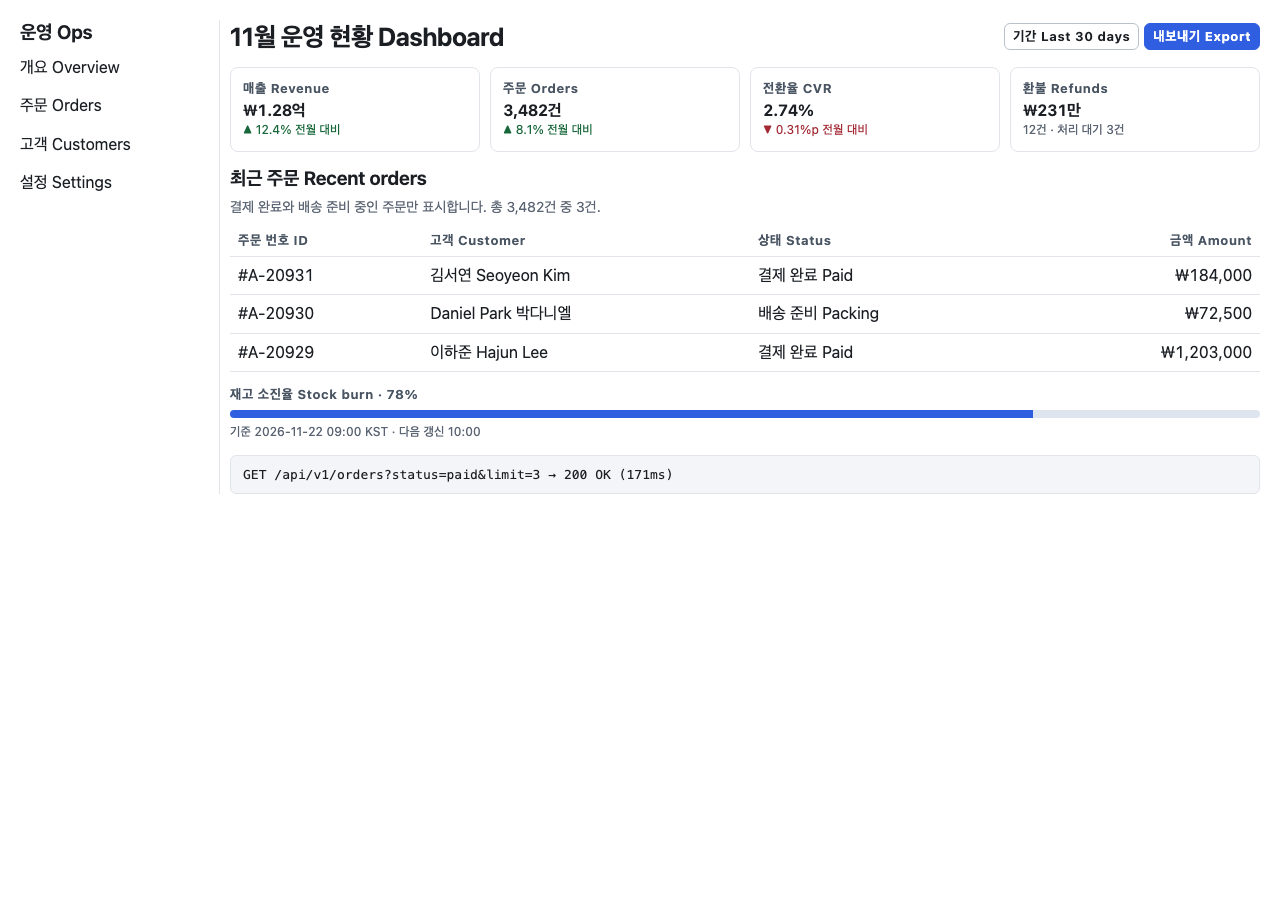 운영 Ops
개요 Overview
주문 Orders
고객 Customers
설정 Settings
11월 운영 현황 Dashboard
기간 Last 30 days
내보내기 Export
매출 Revenue
₩1.28억
▲ 12.4% 전월 대비
주문 Orders
3,482건
▲ 8.1% 전월 대비
전환율 CVR
2.74%
▼ 0.31%p 전월 대비
환불 Refunds
₩231만
12건 · 처리 대기 3건
최근 주문 Recent orders
결제 완료와 배송 준비 중인 주문만 표시합니다. 총 3,482건 중 3건.
주문 번호 ID 고객 Customer 상태 Status 금액 Amount
#A-20931 김서연 Seoyeon Kim 결제 완료 Paid ₩184,000
#A-20930 Daniel Park 박다니엘 배송 준비 Packing ₩72,500
#A-20929 이하준 Hajun Lee 결제 완료 Paid ₩1,203,000
재고 소진율 Stock burn · 78%
기준 2026-11-22 09:00 KST · 다음 갱신 10:00
GET /api/v1/orders?status=paid&limit=3 → 200 OK (171ms)